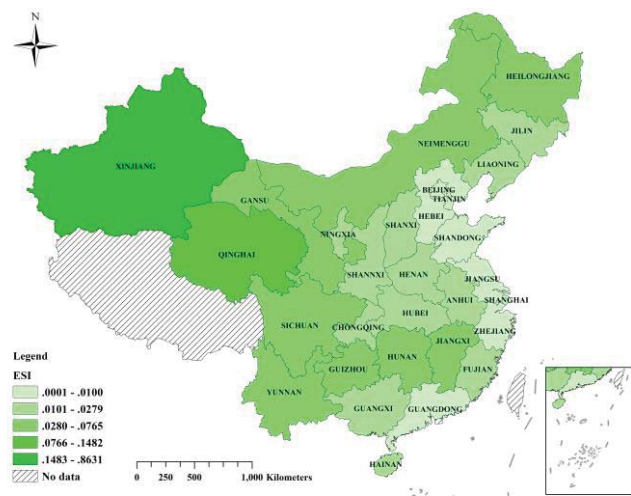 N
HEILONGJIANG
JILIN
NEIMENGGU
LIAONING
XINJIANG
BEIJING
TIANJIN
GANSU
HEBEI
NINGXIA
SHANXI
SHANDONG
QINGHAI
SHANNXI
HENAN
JIANGSU
ANHUI
SHANGHAI
HUBEI
SICHUAN
CHONGQING
ZHEJIANG
JIANGXI
HUNAN
GUIZHOU
FUJIAN
YUNNAN
GUANGXI
GUANGDONG
HAINAN
Legend
ESI
.0001 - .0100
.0101 - .0279
.0280 - .0765
.0766 - .1482
.1483 - .8631
No data
0 250 500 1,000 Kilometers